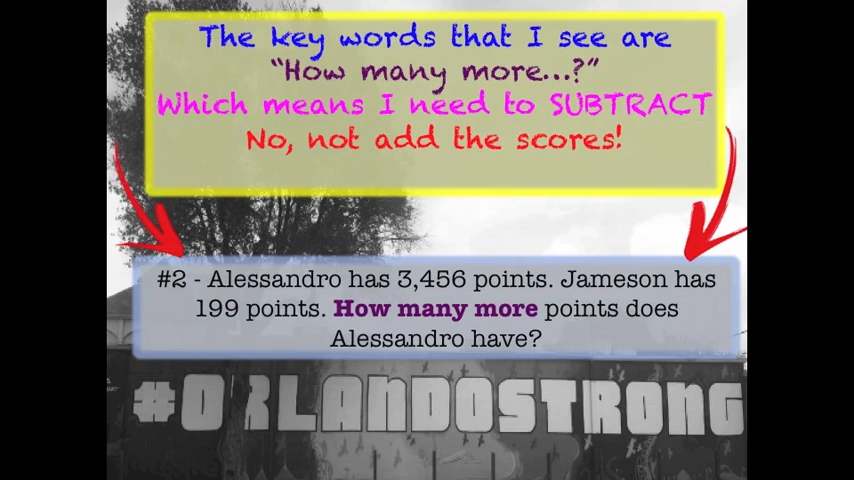 The key words that I see are
“How many more...?”
Which means I need to SUBTRACT
No, not add the scores!
#2 - Alessandro has 3,456 points. Jameson has
199 points. How many more points does
Alessandro have?
#ORLANDOSTRONG